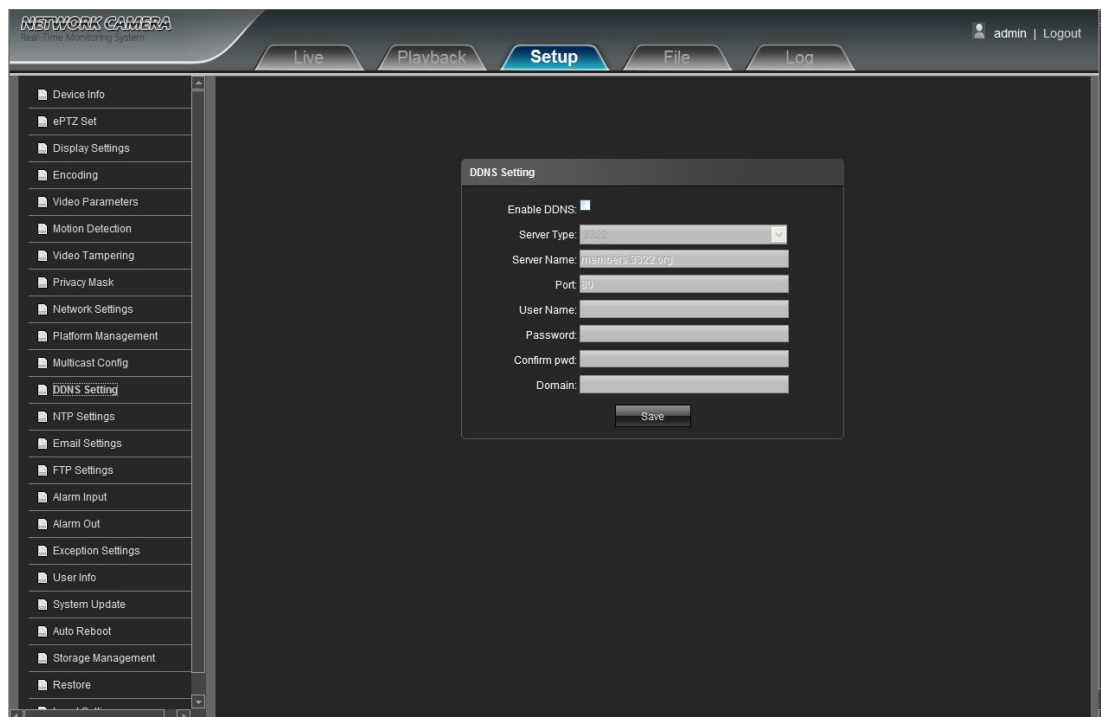 NETWORK CAMERA
Real-Time Monitoring System
admin | Logout
Live
Playback
Setup
File
Log
Device Info
ePTZ Set
Display Settings
Encoding
Video Parameters
Motion Detection
Video Tampering
Privacy Mask
Network Settings
Platform Management
Multicast Config
DDNS Setting
NTP Settings
Email Settings
FTP Settings
Alarm Input
Alarm Out
Exception Settings
User Info
System Update
Auto Reboot
Storage Management
Restore
DDNS Setting
Enable DDNS:
Server Type: 3322
Server Name: members.3322.org
Port: 80
User Name:
Password:
Confirm pwd:
Domain:
Save